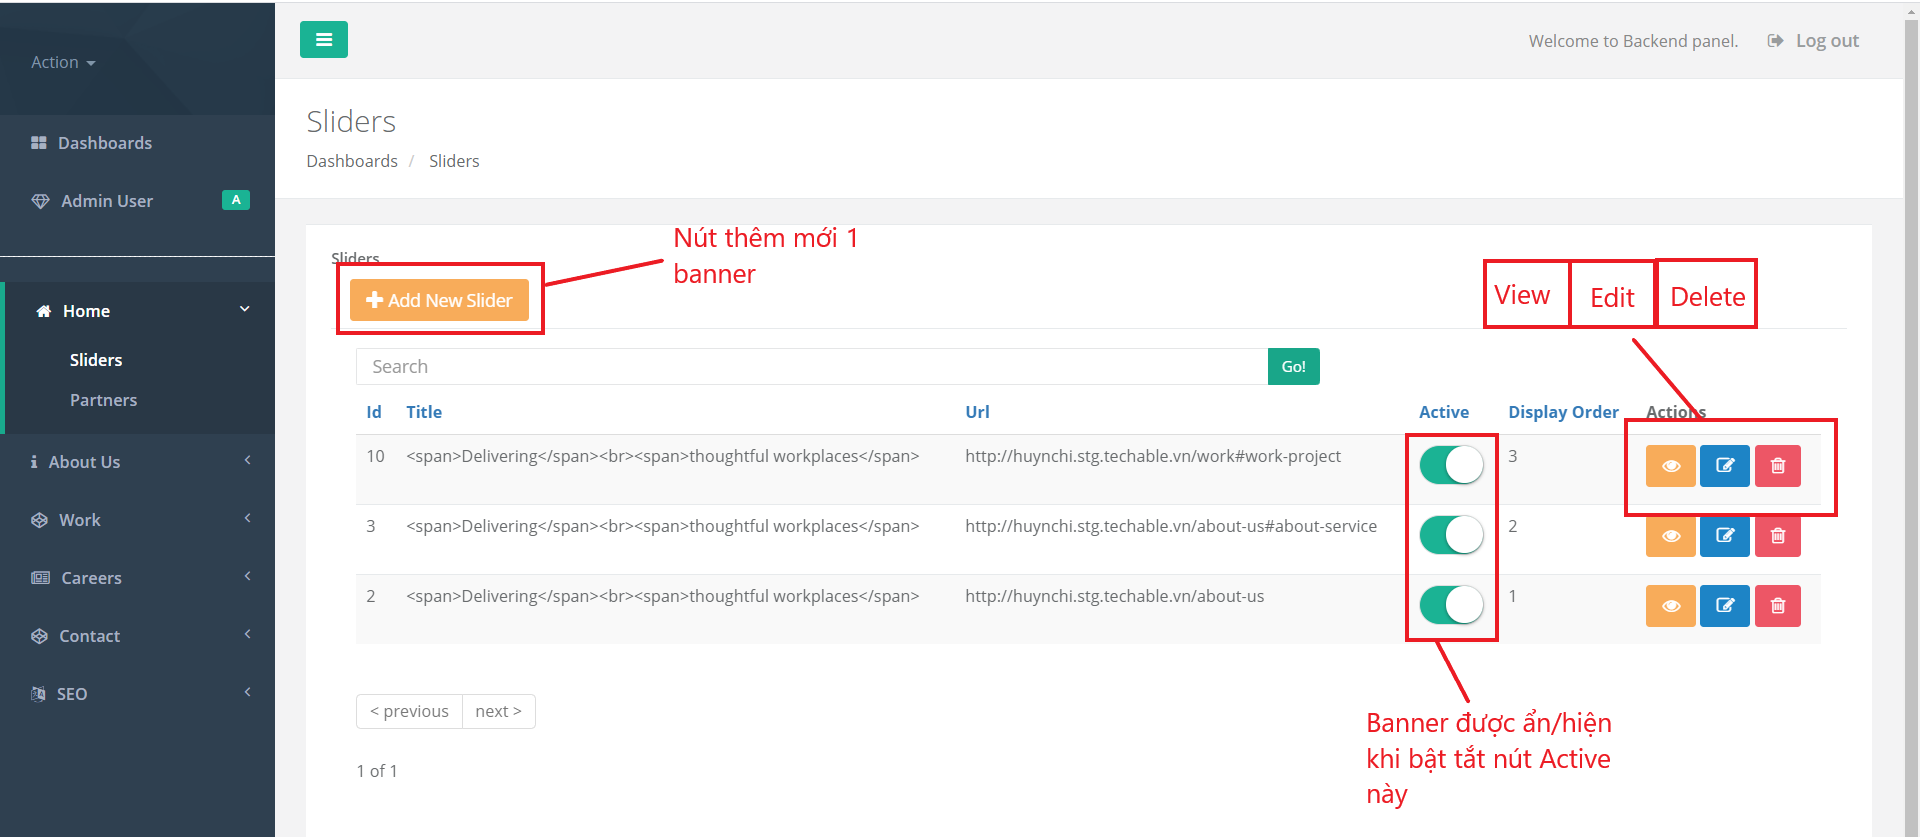 Action
Welcome to Backend panel.
Log out
Dashboards
Admin User
A
Home
Sliders
Partners
About Us
Work
Careers
Contact
SEO
Sliders
Dashboards / Sliders
Sliders
Nút thêm mới 1
banner
Add New Slider
View
Edit
Delete
Search
Go!
Id Title Url Active Display Order Actions
10 <span>Delivering</span><br><span>thoughtful workplaces</span> http://huynchi.stg.techable.vn/work#work-project 3
3 <span>Delivering</span><br><span>thoughtful workplaces</span> http://huynchi.stg.techable.vn/about-us#about-service 2
2 <span>Delivering</span><br><span>thoughtful workplaces</span> http://huynchi.stg.techable.vn/about-us 1
< previous next >
1 of 1
Banner được ẩn/hiện
khi bật tắt nút Active
này